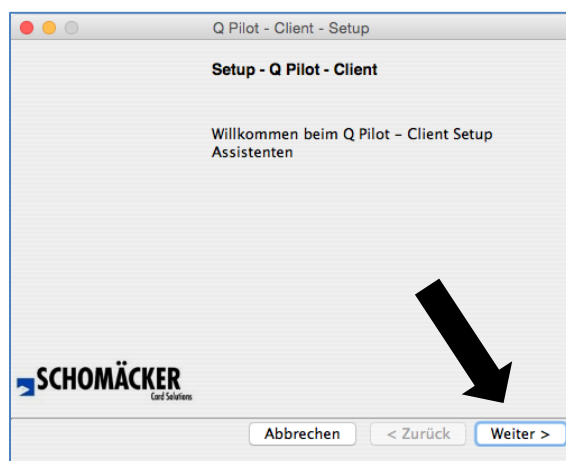 Q Pilot - Client - Setup
Setup - Q Pilot - Client
Willkommen beim Q Pilot – Client Setup
Assistenten
SCHOMÄCKER
Card Solutions
Abbrechen
< Zurück
Weiter >